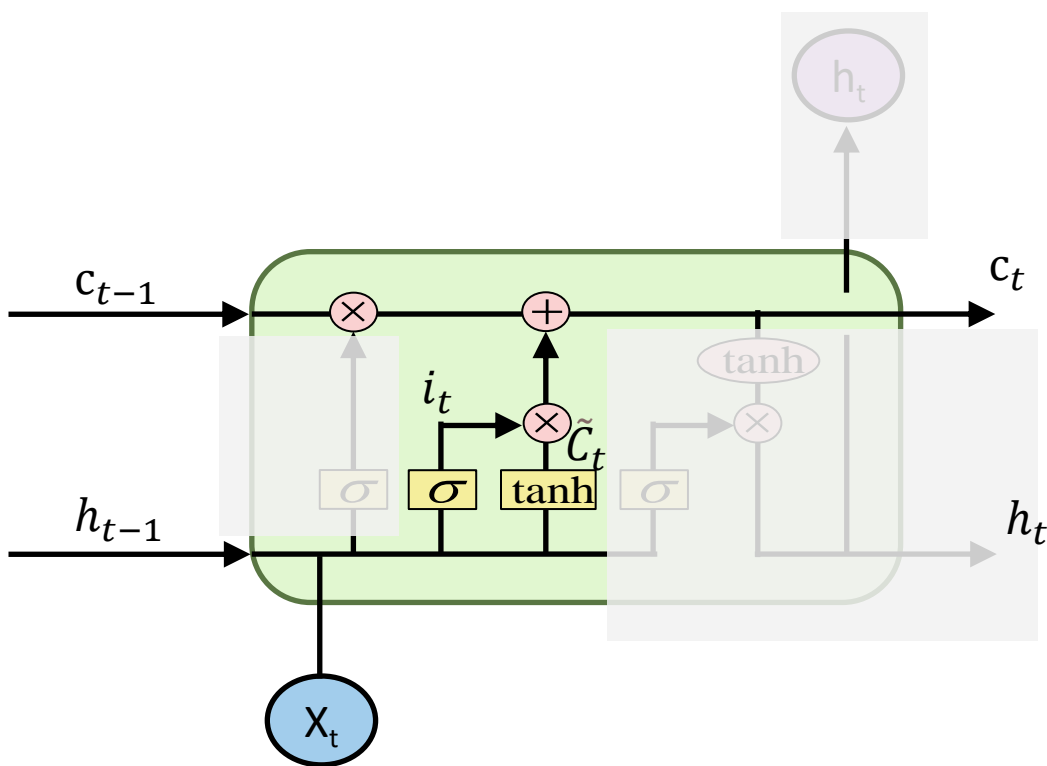 h_t
c_{t-1}
c_t
×
+
tanh
i_t
×
×
C̃_t
σ
σ
tanh
σ
h_{t-1}
h_t
X_t